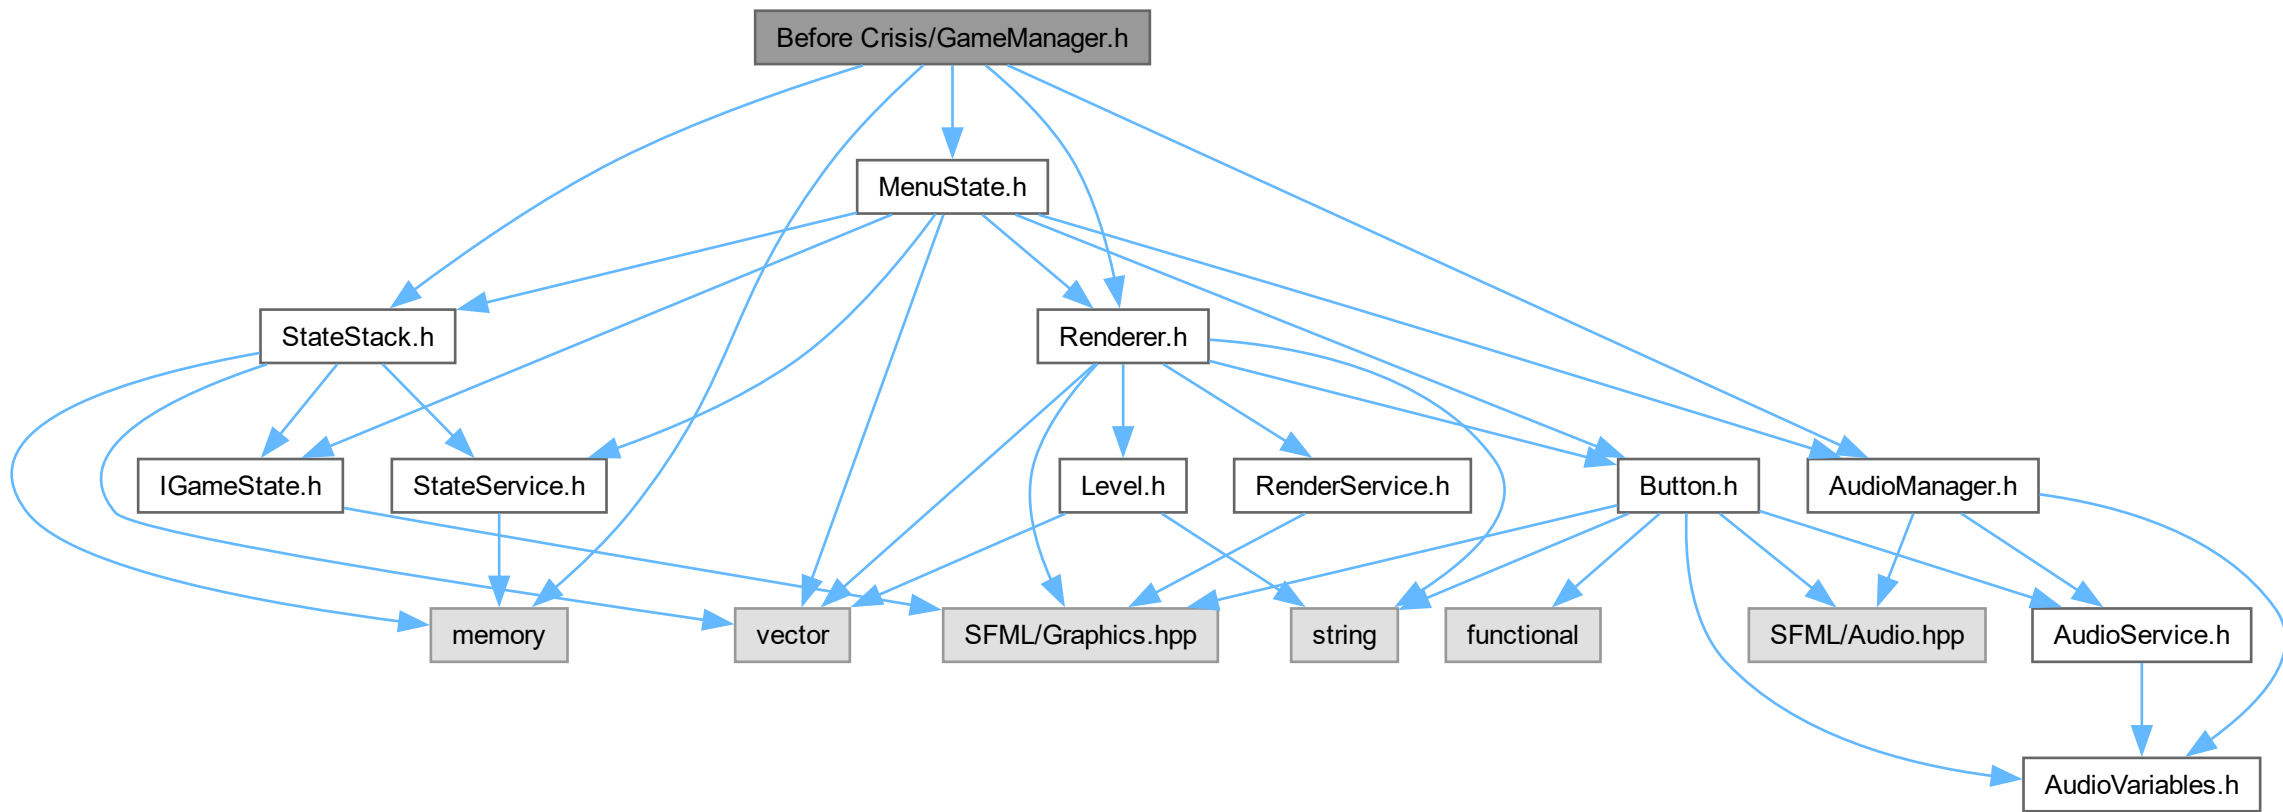 Before Crisis/GameManager.h
MenuState.h
StateStack.h
Renderer.h
IGameState.h
StateService.h
Level.h
RenderService.h
Button.h
AudioManager.h
memory
vector
SFML/Graphics.hpp
string
functional
SFML/Audio.hpp
AudioService.h
AudioVariables.h